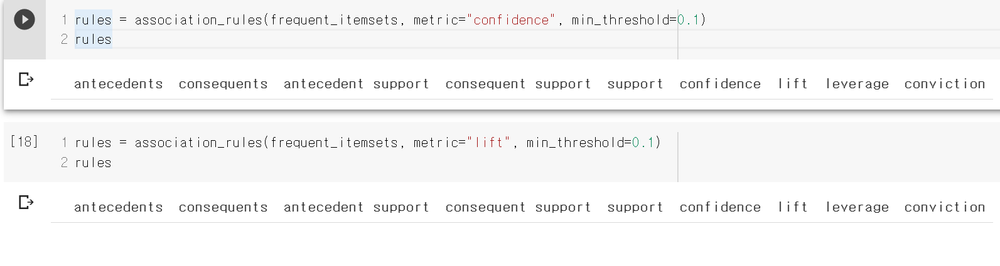 1 rules = association_rules(frequent_itemsets, metric="confidence", min_threshold=0.1)
2 rules
antecedents consequents antecedent support consequent support support confidence lift leverage conviction
[18] 1 rules = association_rules(frequent_itemsets, metric="lift", min_threshold=0.1)
2 rules
antecedents consequents antecedent support consequent support support confidence lift leverage conviction